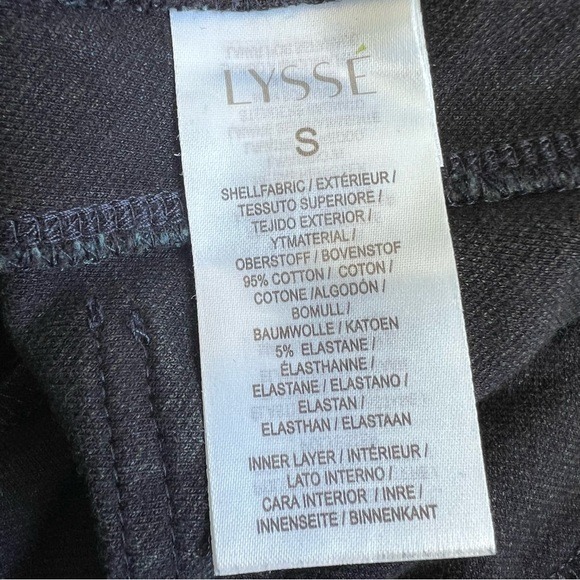 LYSSÉ
S
SHELLFABRIC / EXTÉRIEUR /
TESSUTO SUPERIORE /
TEJIDO EXTERIOR /
YTMATERIAL /
OBERSTOFF / BOVENSTOF
95% COTTON / COTON /
COTONE /ALGODÓN /
BOMULL /
BAUMWOLLE / KATOEN
5% ELASTANE /
ÉLASTHANNE /
ELASTANE / ELASTANO /
ELASTAN /
ELASTHAN / ELASTAAN
INNER LAYER / INTÉRIEUR /
LATO INTERNO /
CARA INTERIOR / INRE /
INNENSEITE / BINNENKANT